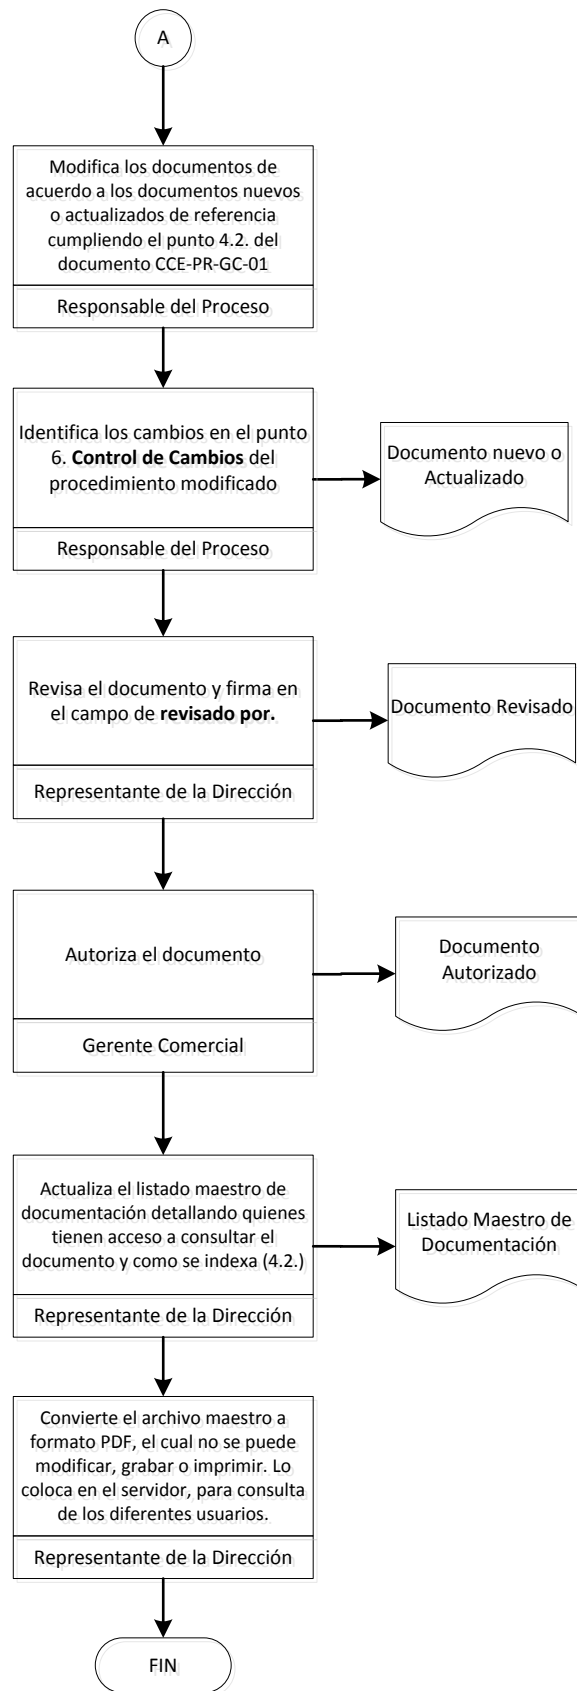 A
Modifica los documentos de
acuerdo a los documentos nuevos
o actualizados de referencia
cumpliendo el punto 4.2. del
documento CCE-PR-GC-01
Responsable del Proceso
Identifica los cambios en el punto
6. Control de Cambios del
procedimiento modificado
Responsable del Proceso
Documento nuevo o
Actualizado
Revisa el documento y firma en
el campo de revisado por.
Representante de la Dirección
Documento Revisado
Autoriza el documento
Gerente Comercial
Documento
Autorizado
Actualiza el listado maestro de
documentación detallando quienes
tienen acceso a consultar el
documento y como se indexa (4.2.)
Representante de la Dirección
Listado Maestro de
Documentación
Convierte el archivo maestro a
formato PDF, el cual no se puede
modificar, grabar o imprimir. Lo
coloca en el servidor, para consulta
de los diferentes usuarios.
Representante de la Dirección
FIN